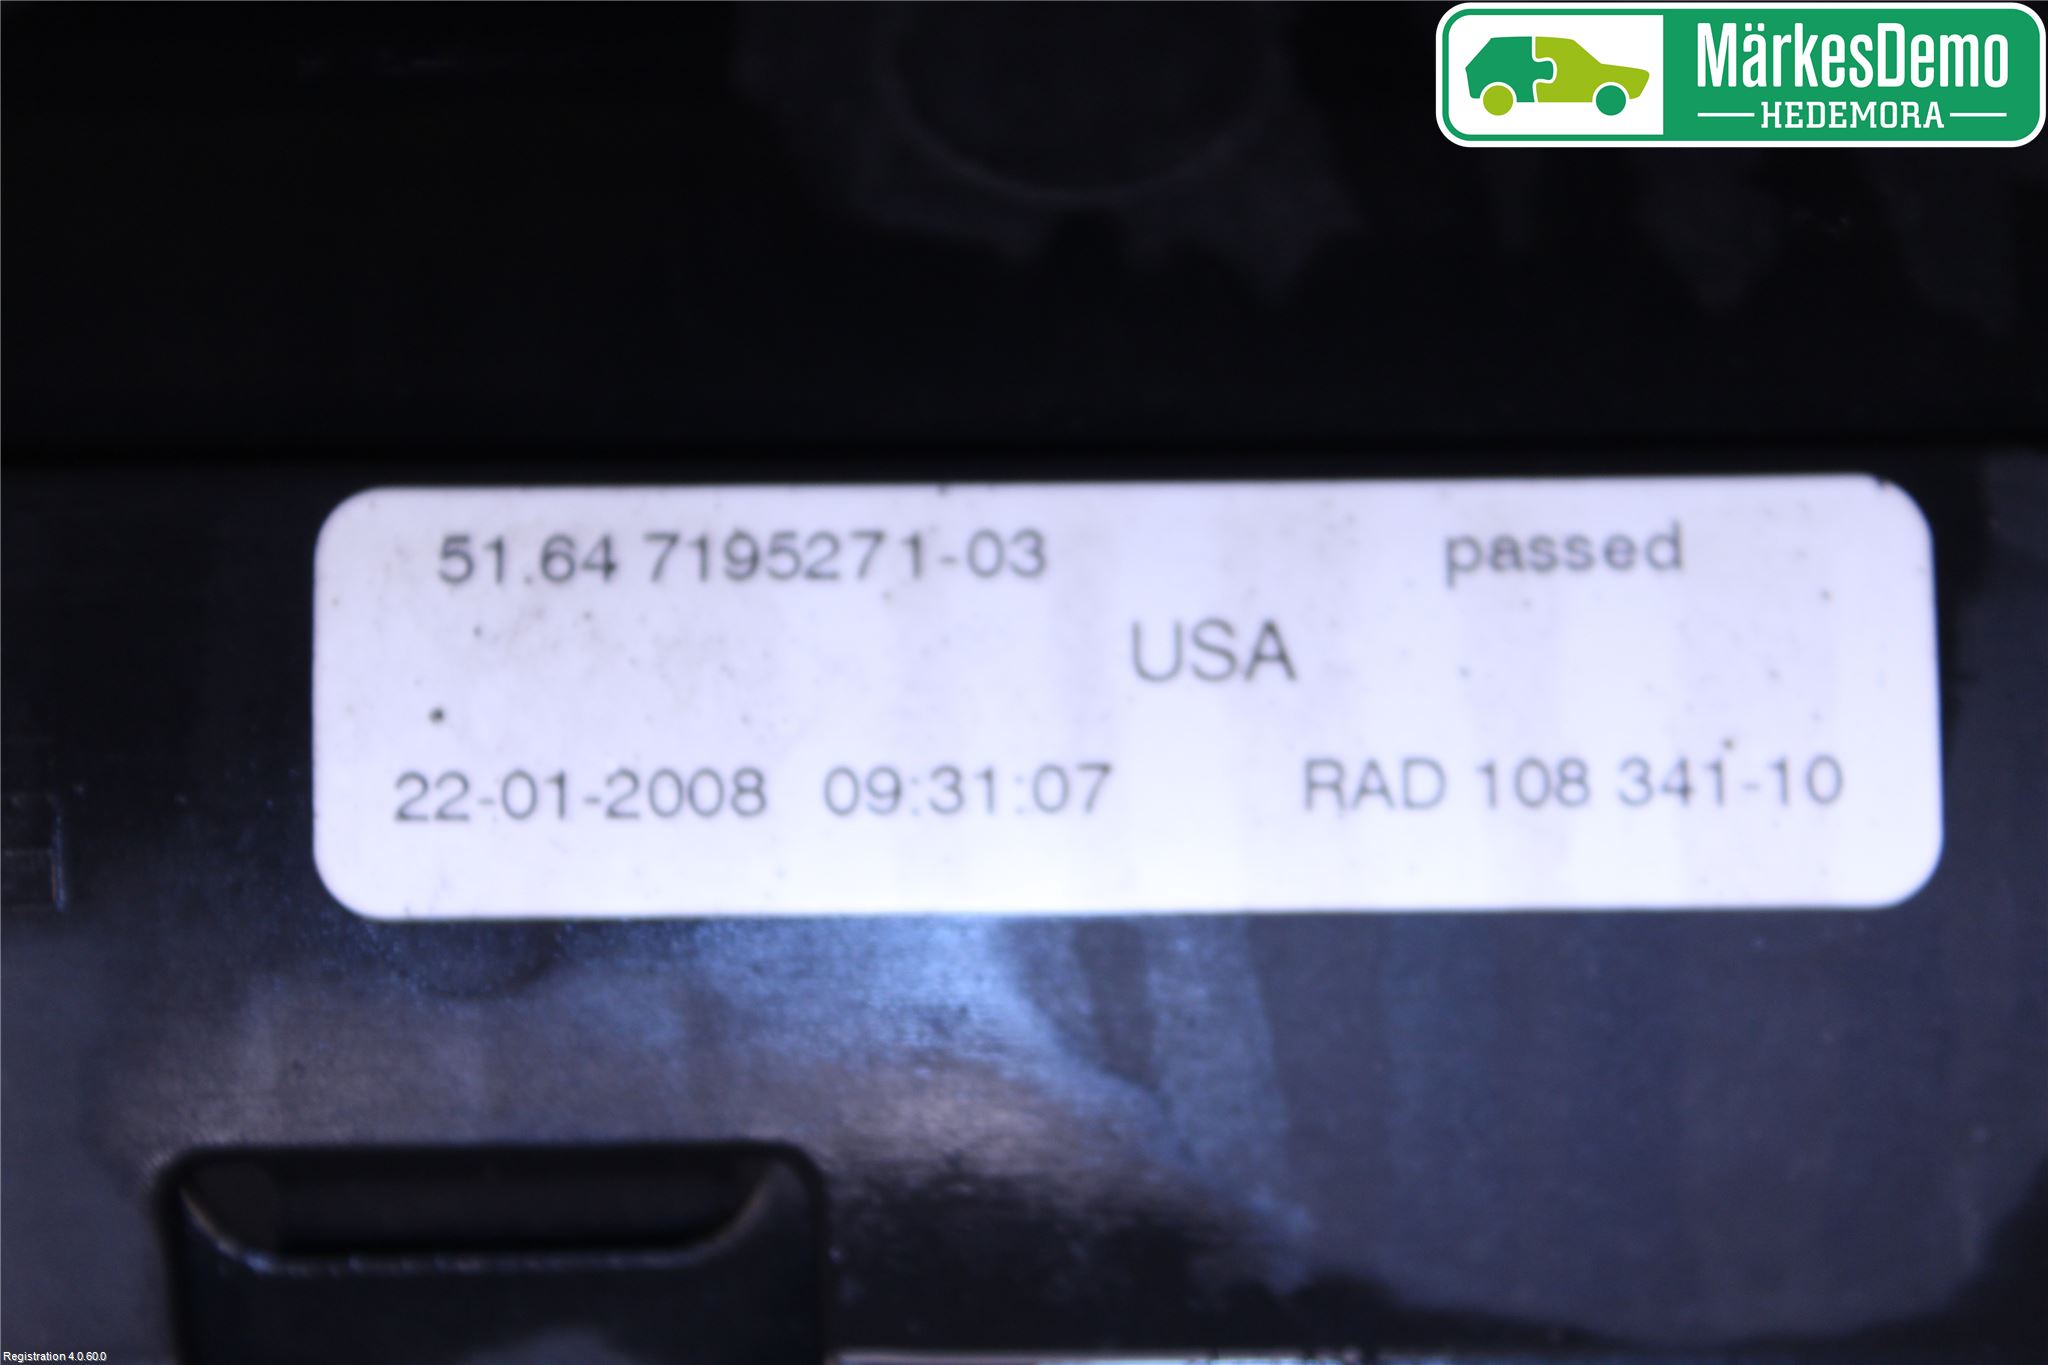 MärkesDemo
HEDEMORA
51.64 7195271-03 passed
USA
22-01-2008 09:31:07 RAD 108 341-10
Registration 4.0.60.0